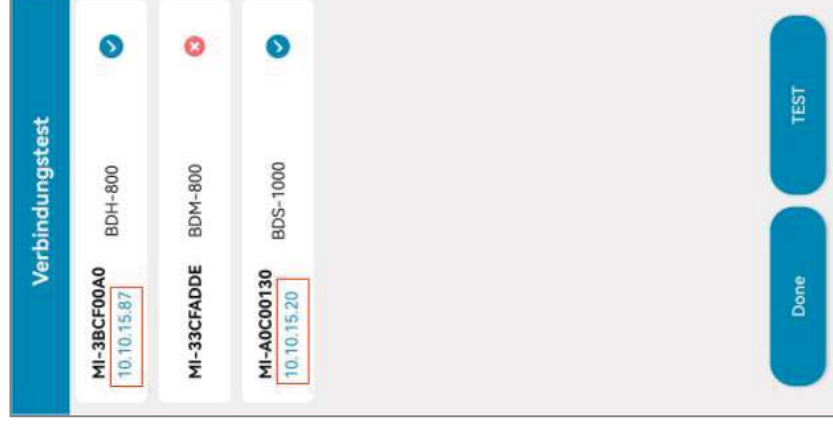 Verbindungstest
MI-3BCF00A0 BDH-800
10.10.15.87
MI-33CFADDE BDM-800
MI-A0C00130 BDS-1000
10.10.15.20
Done TEST